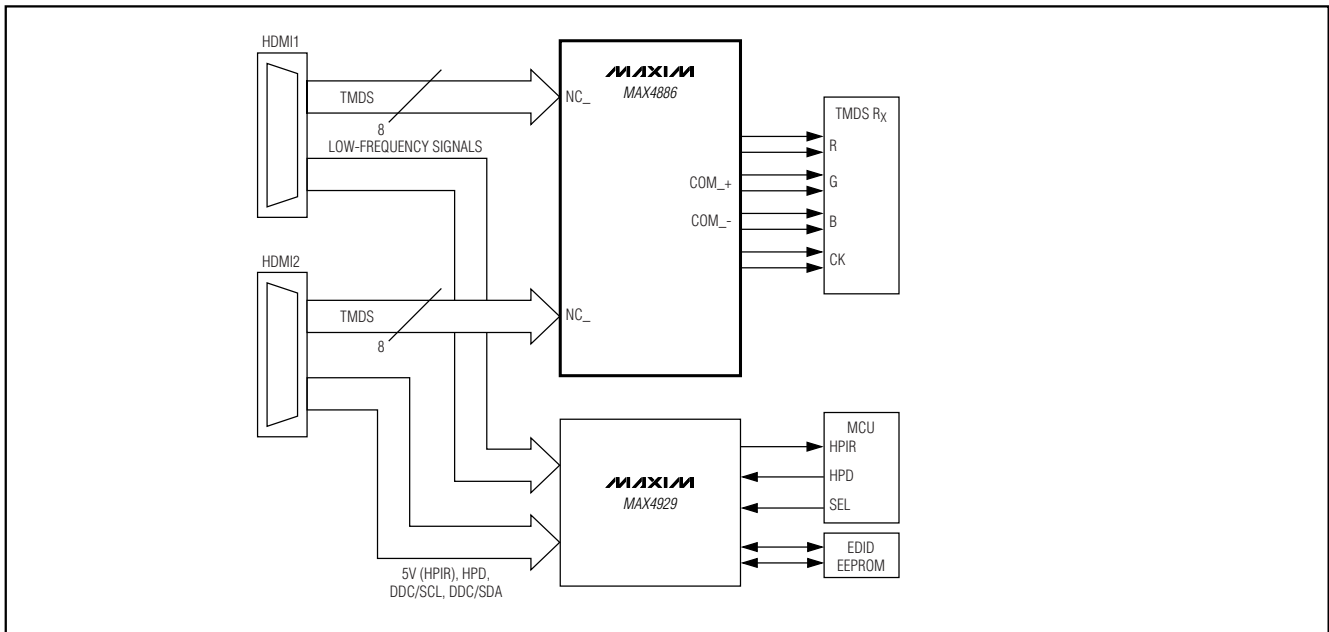 HDMI1
TMDS
8
LOW-FREQUENCY SIGNALS
HDMI2
TMDS
8
5V (HPIR), HPD,
DDC/SCL, DDC/SDA
MAXIM
MAX4886
NC_
COM_+
COM_-
NC_
TMDS RX
R
G
B
CK
MAXIM
MAX4929
MCU
HPIR
HPD
SEL
EDID
EEPROM